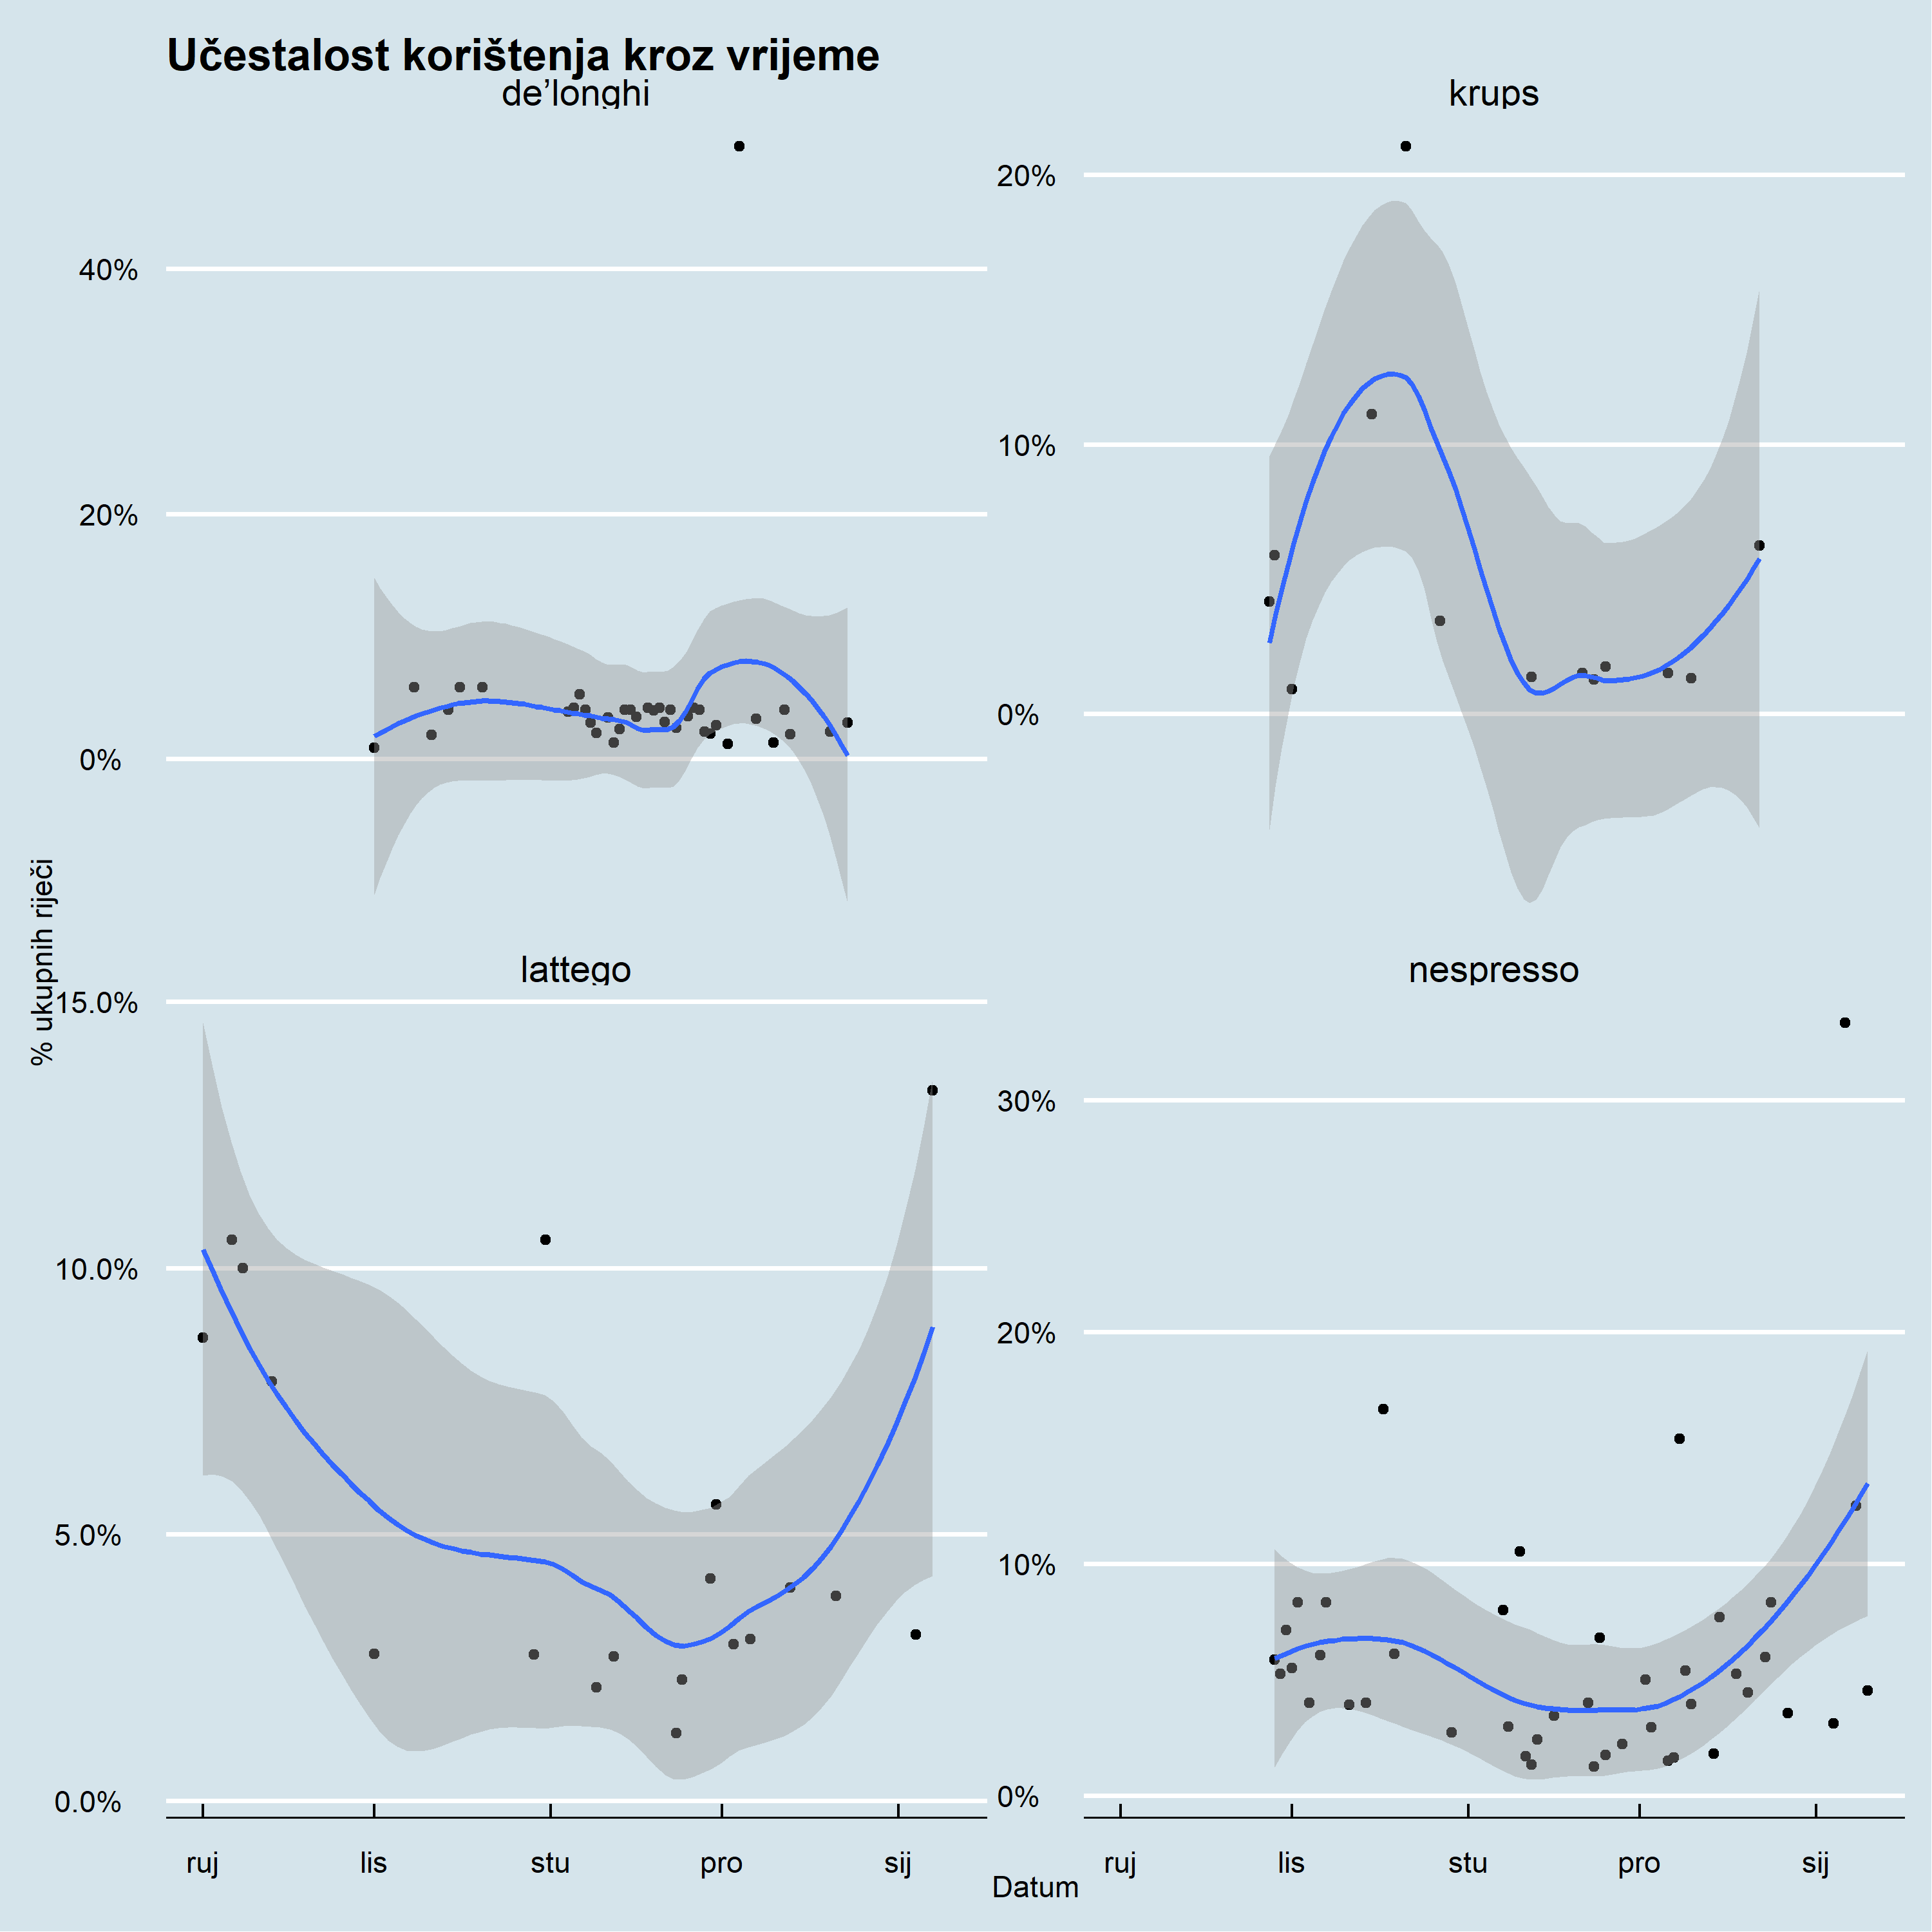 Učestalost korištenja kroz vrijeme
de’longhi
krups
40%
20%
0%
20%
10%
0%
% ukupnih riječi
lattego
nespresso
15.0%
10.0%
5.0%
0.0%
30%
20%
10%
0%
ruj lis stu pro sij
ruj lis stu pro sij
Datum